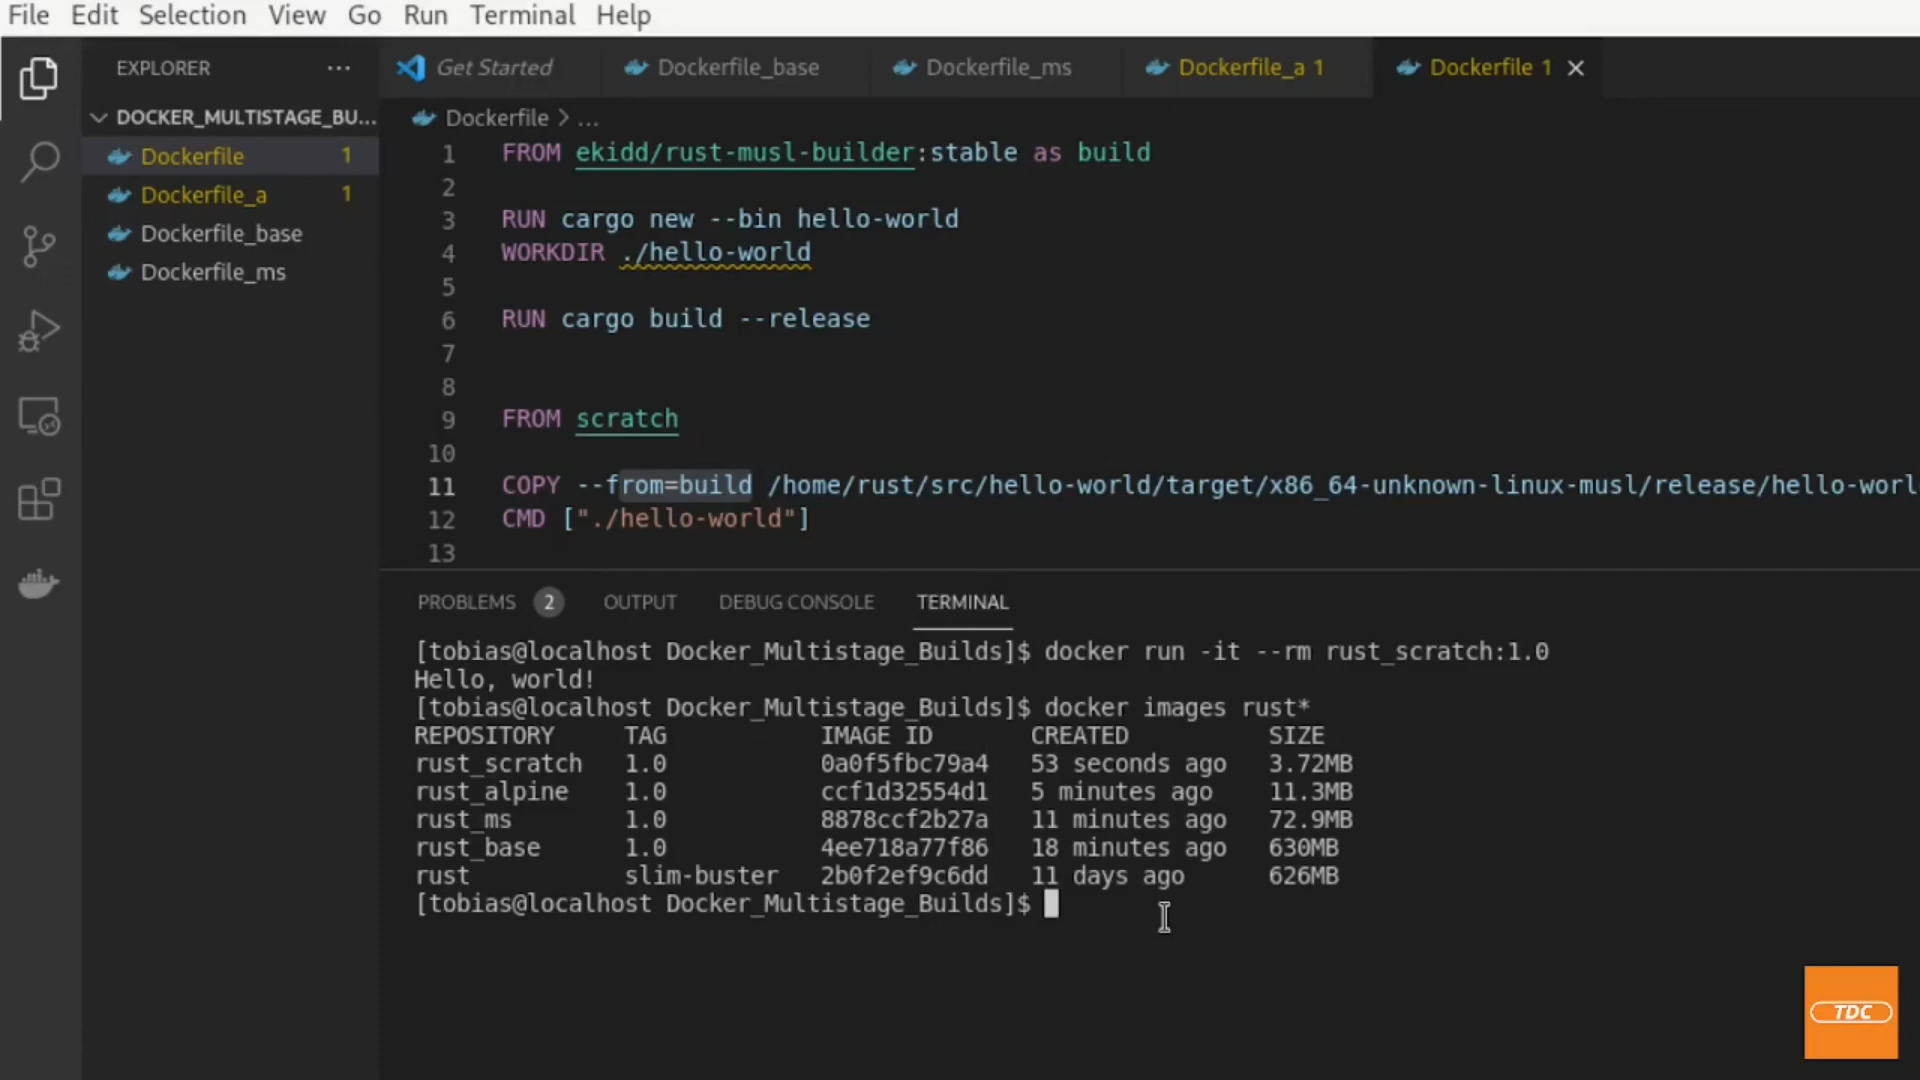 File Edit Selection View Go Run Terminal Help
EXPLORER ...
Get Started Dockerfile_base Dockerfile_ms Dockerfile_a 1 Dockerfile 1
DOCKER_MULTISTAGE_BU...
Dockerfile 1
Dockerfile_a 1
Dockerfile_base
Dockerfile_ms
Dockerfile > ...
1 FROM ekidd/rust-musl-builder:stable as build
2
3 RUN cargo new --bin hello-world
4 WORKDIR ./hello-world
5
6 RUN cargo build --release
7
8
9 FROM scratch
10
11 COPY --from=build /home/rust/src/hello-world/target/x86_64-unknown-linux-musl/release/hello-worl
12 CMD ["./hello-world"]
13
PROBLEMS 2 OUTPUT DEBUG CONSOLE TERMINAL
[tobias@localhost Docker_Multistage_Builds]$ docker run -it --rm rust_scratch:1.0
Hello, world!
[tobias@localhost Docker_Multistage_Builds]$ docker images rust*
REPOSITORY TAG IMAGE ID CREATED SIZE
rust_scratch 1.0 0a0f5fbc79a4 53 seconds ago 3.72MB
rust_alpine 1.0 ccf1d32554d1 5 minutes ago 11.3MB
rust_ms 1.0 8878ccf2b27a 11 minutes ago 72.9MB
rust_base 1.0 4ee718a77f86 18 minutes ago 630MB
rust slim-buster 2b0f2ef9c6dd 11 days ago 626MB
[tobias@localhost Docker_Multistage_Builds]$
TDC